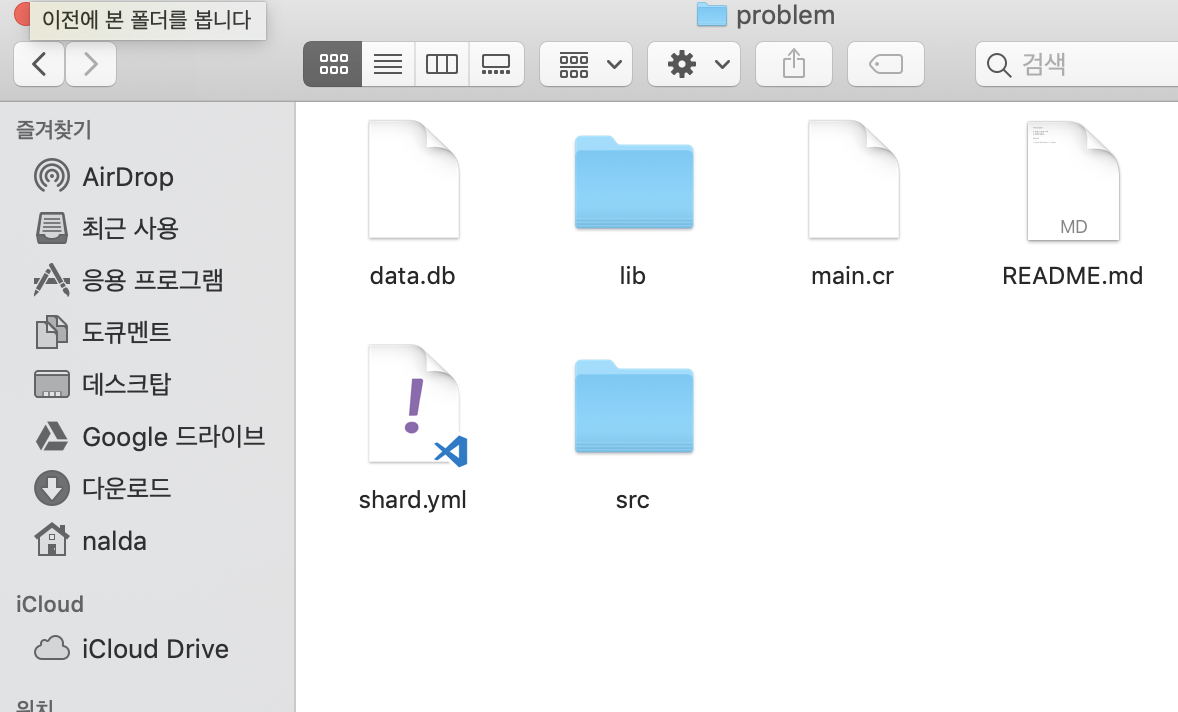 이전에 본 폴더를 봅니다
problem
검색
즐겨찾기
AirDrop
최근 사용
응용 프로그램
도큐멘트
데스크탑
Google 드라이브
다운로드
nalda
iCloud
iCloud Drive
위치
data.db
lib
main.cr
MD
README.md
shard.yml
src